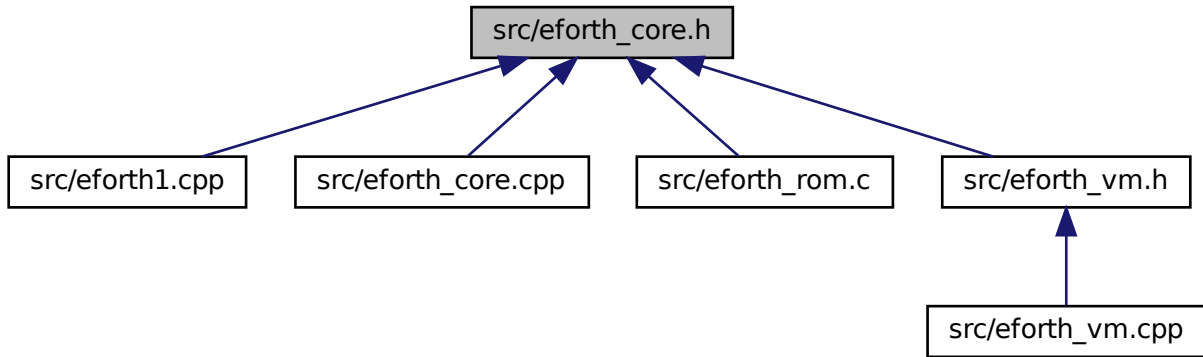 src/eforth_core.h
src/eforth1.cpp
src/eforth_core.cpp
src/eforth_rom.c
src/eforth_vm.h
src/eforth_vm.cpp